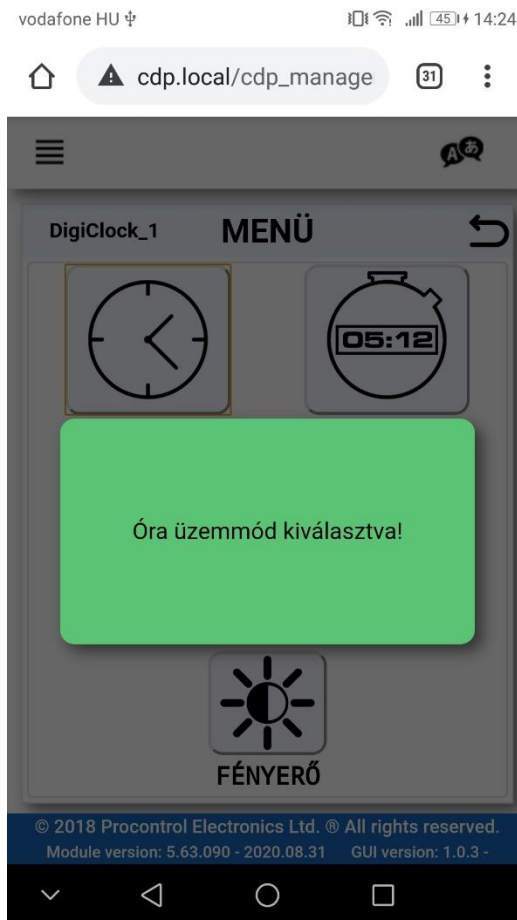 vodafone HU 45 14:24
cdp.local/cdp_manage 31
A あ
DigiClock_1 MENÜ
05:12
Óra üzemmód kiválasztva!
FÉNYERŐ
© 2018 Procontrol Electronics Ltd. ® All rights reserved.
Module version: 5.63.090 - 2020.08.31 GUI version: 1.0.3 -